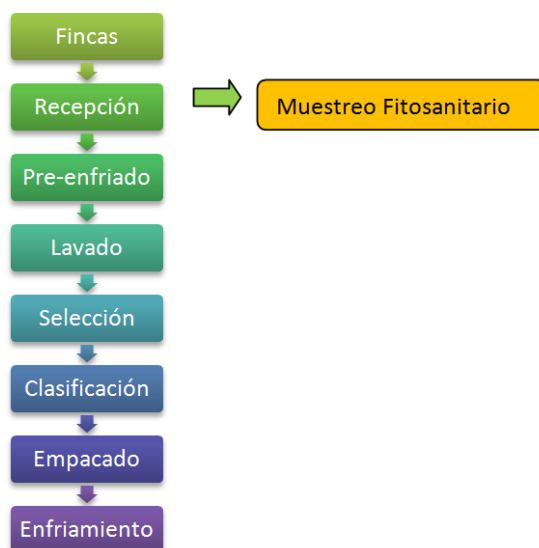 Fincas
Recepción
Muestreo Fitosanitario
Pre-enfriado
Lavado
Selección
Clasificación
Empacado
Enfriamiento